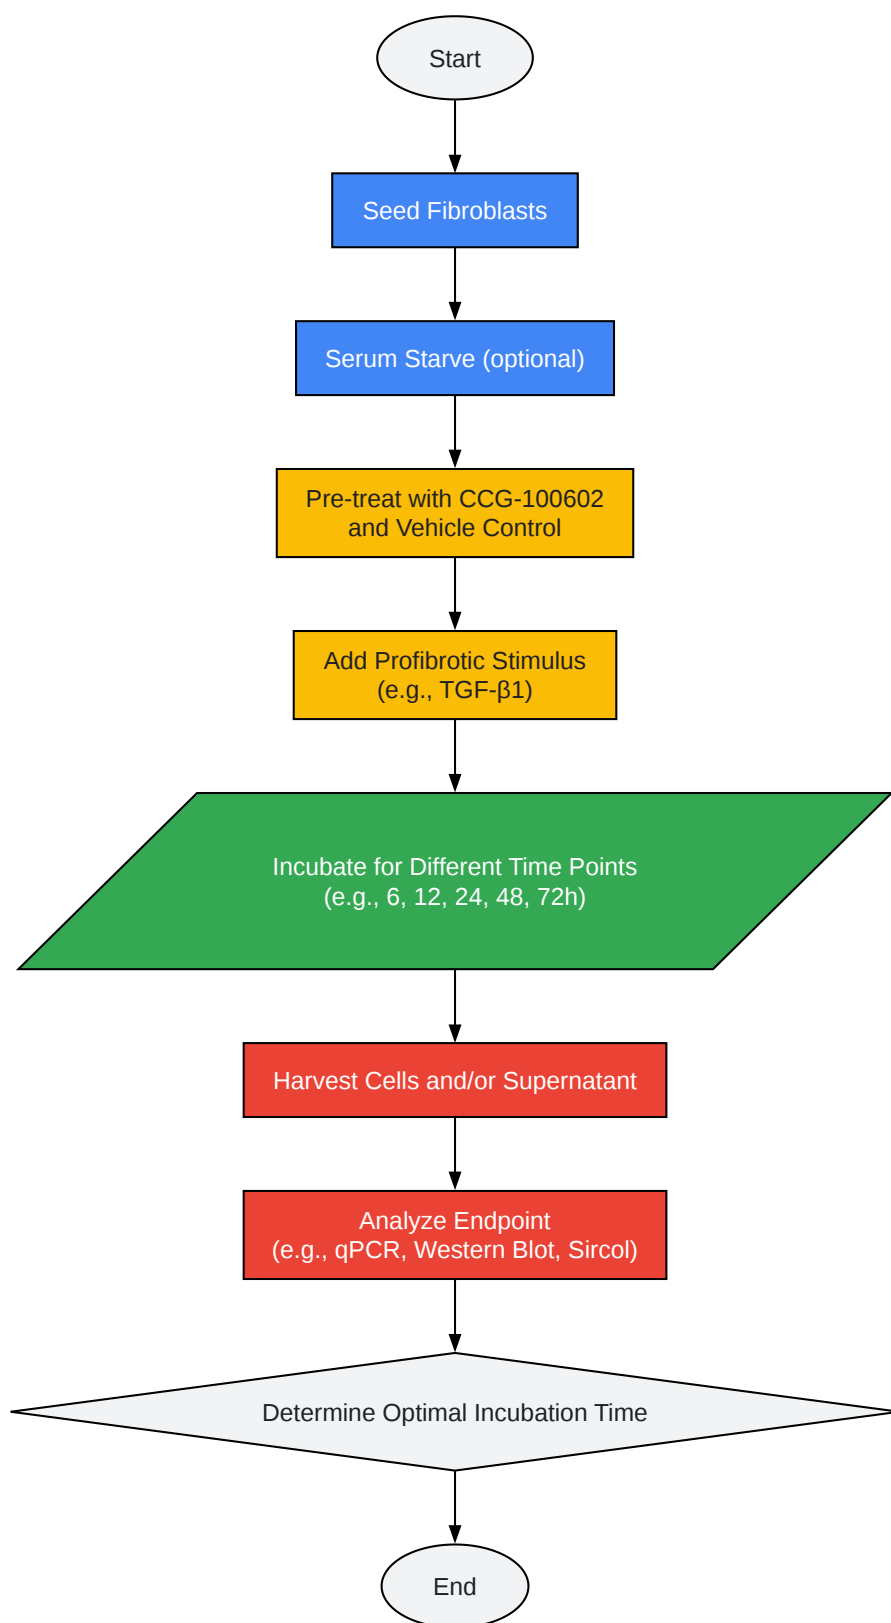 Start
Seed Fibroblasts
Serum Starve (optional)
Pre-treat with CCG-100602
and Vehicle Control
Add Profibrotic Stimulus
(e.g., TGF-β1)
Incubate for Different Time Points
(e.g., 6, 12, 24, 48, 72h)
Harvest Cells and/or Supernatant
Analyze Endpoint
(e.g., qPCR, Western Blot, Sircol)
Determine Optimal Incubation Time
End